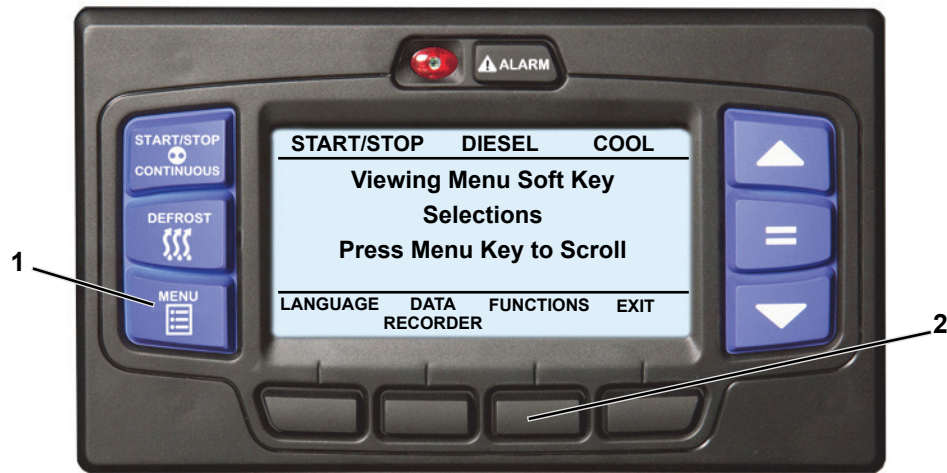 ALARM
START/STOP
CONTINUOUS
DEFROST
MENU
START/STOP DIESEL COOL
Viewing Menu Soft Key
Selections
Press Menu Key to Scroll
LANGUAGE DATA RECORDER FUNCTIONS EXIT
=
1
2